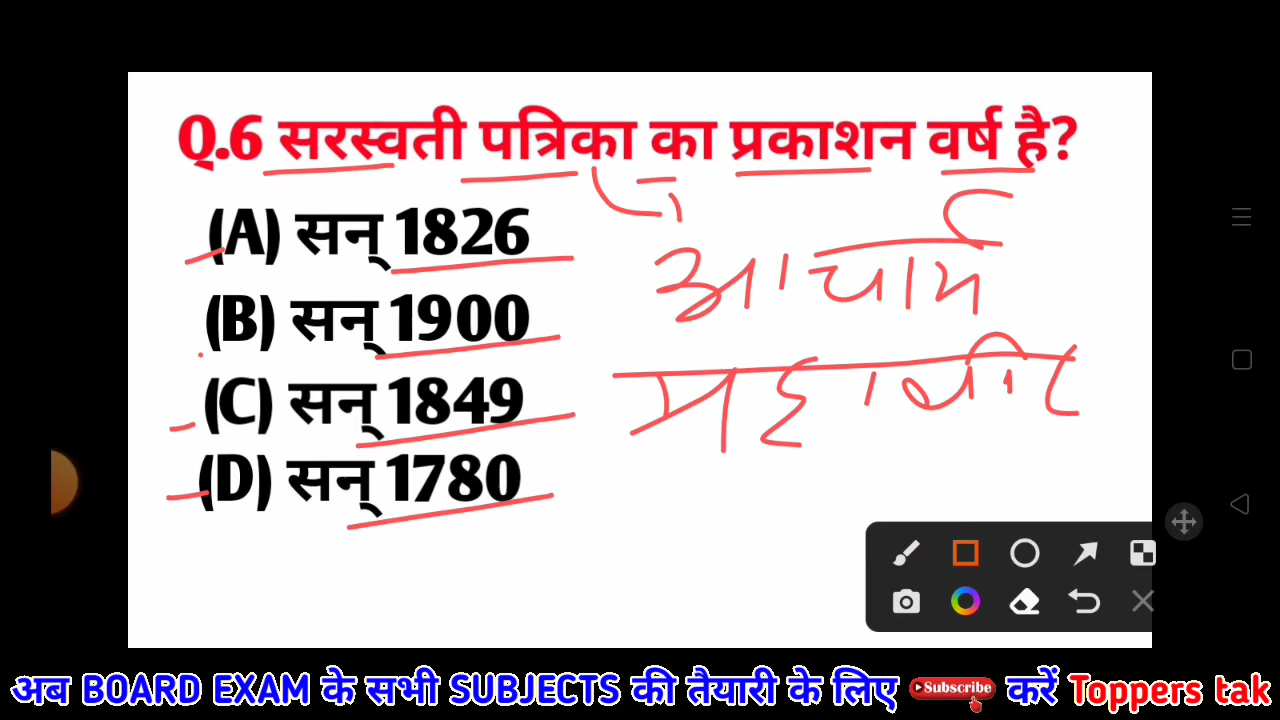 Q.6 सरस्वती पत्रिका का प्रकाशन वर्ष है?
(A) सन् 1826
(B) सन् 1900
(C) सन् 1849
(D) सन् 1780
आचार्य
महावीर
अब BOARD EXAM के सभी SUBJECTS की तैयारी के लिए Subscribe करें Toppers tak